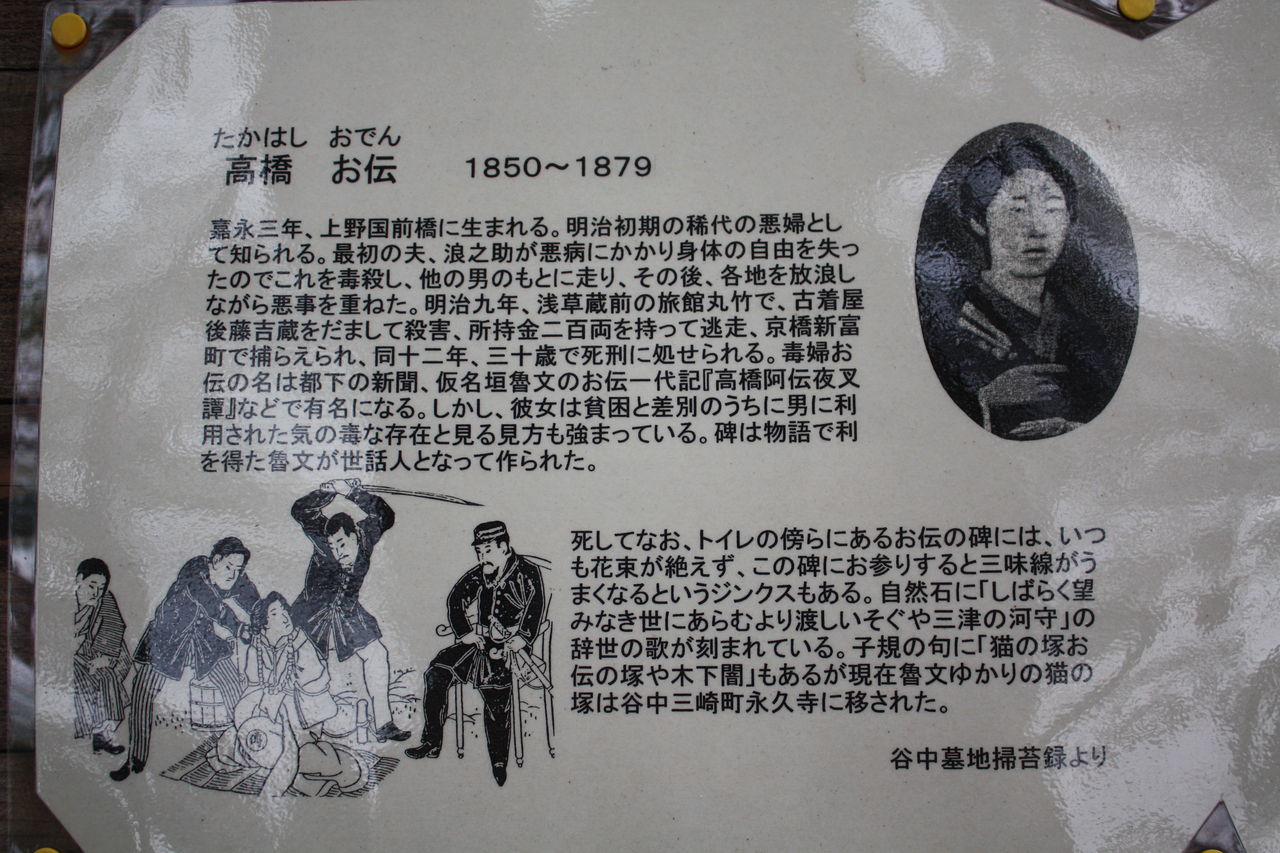 たかはし　おでん
高橋　お伝　　1850～1879
嘉永三年、上野国前橋に生まれる。明治初期の稀代の悪婦とし
て知られる。最初の夫、浪之助が悪病にかかり身体の自由を失っ
たのでこれを毒殺し、他の男のもとに走り、その後、各地を放浪し
ながら悪事を重ねた。明治九年、浅草蔵前の旅館丸竹で、古着屋
後藤吉蔵をだまして殺害、所持金二百両を持って逃走、京橋新富
町で捕らえられ、同十二年、三十歳で死刑に処せられる。毒婦お
伝の名は都下の新聞、仮名垣魯文のお伝一代記『高橋阿伝夜叉
譚』などで有名になる。しかし、彼女は貧困と差別のうちに男に利
用された気の毒な存在と見る見方も強まっている。碑は物語で利
を得た魯文が世話人となって作られた。
死してなお、トイレの傍らにあるお伝の碑には、いつ
も花束が絶えず、この碑にお参りすると三味線がう
まくなるというジンクスもある。自然石に「しばらく望
みなき世にあらむより渡しいそぐや三津の河守」の
辞世の歌が刻まれている。子規の句に「猫の塚お
伝の塚や木下闇」もあるが現在魯文ゆかりの猫の
塚は谷中三崎町永久寺に移された。
谷中墓地掃苔録より